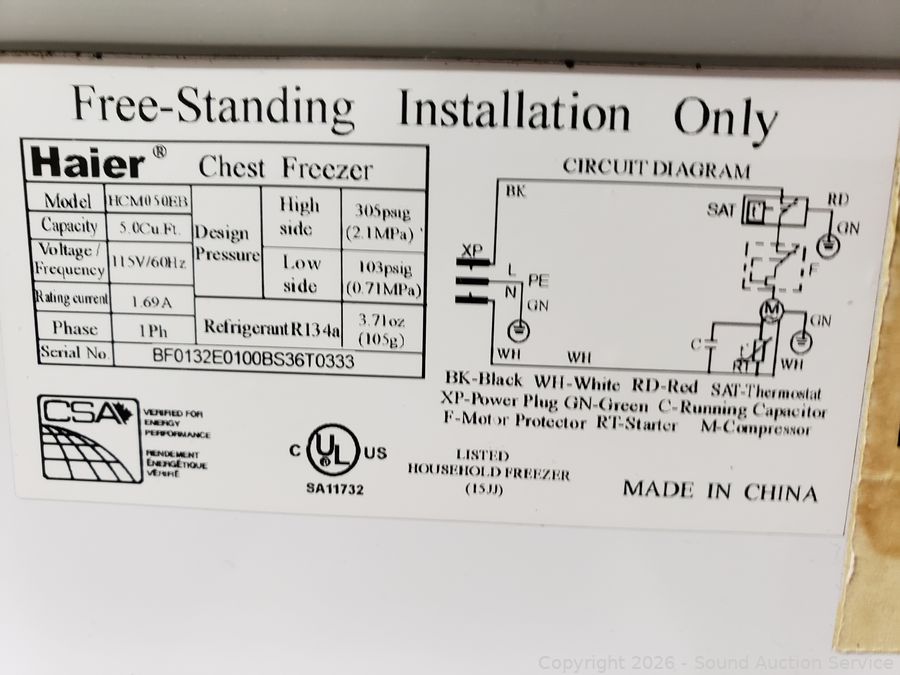 Free-Standing Installation Only
Haier® Chest Freezer
Model HCM050EB
Capacity 5.0Cu.Ft.
Voltage / Frequency 115V/60Hz
Rating current 1.69A
Phase 1Ph
Serial No. BF0132E0100BS36T0333
Design Pressure
High side 305psig (2.1MPa)
Low side 103psig (0.71MPa)
Refrigerant R134a 3.71oz (105g)
CIRCUIT DIAGRAM
BK
SAT
t°
RD
GN
XP
L
PE
N
GN
F
M
GN
C
RT
WH
WH
WH
BK-Black WH-White RD-Red SAT-Thermostat
XP-Power Plug GN-Green C-Running Capacitor
F-Motor Protector RT-Starter M-Compressor
CSA
VERIFIED FOR
ENERGY
PERFORMANCE
RENDEMENT
ÉNERGÉTIQUE
VÉRIFIÉ
C UL® US
SA11732
LISTED
HOUSEHOLD FREEZER
(15JJ)
MADE IN CHINA
Copyright 2026 - Sound Auction Service